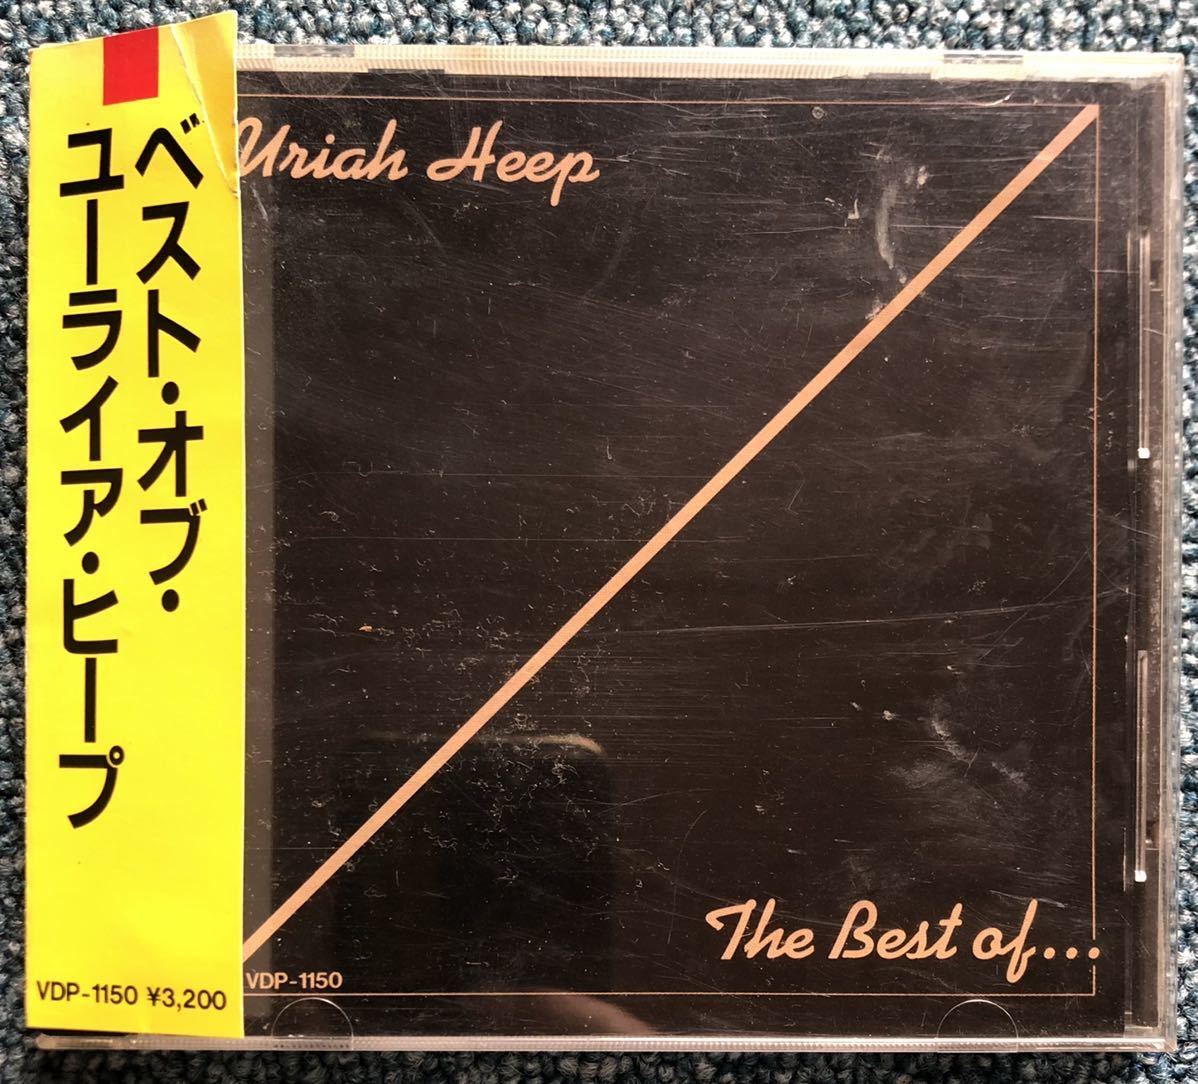 ベスト・オブ・
ユーライア・ヒープ
VDP-1150 ¥3,200
Uriah Heep
The Best of...
VDP-1150